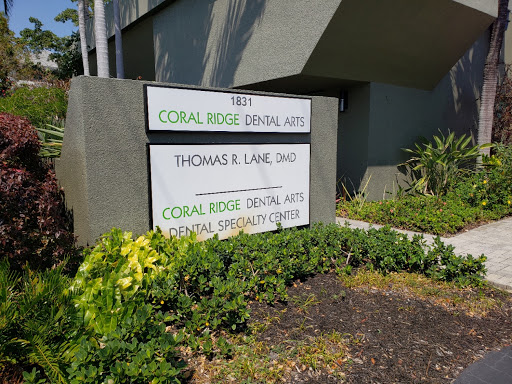 1831
CORAL RIDGE DENTAL ARTS
THOMAS R. LANE, DMD
CORAL RIDGE DENTAL ARTS
DENTAL SPECIALTY CENTER